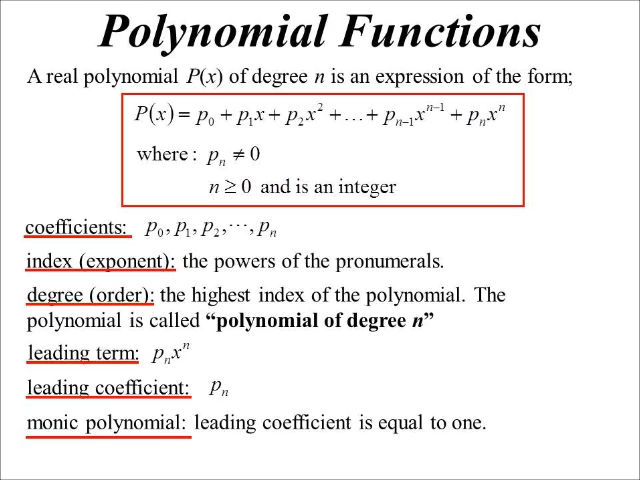 Polynomial Functions
A real polynomial P(x) of degree n is an expression of the form;
P(x) = p₀ + p₁x + p₂x² + … + pₙ₋₁xⁿ⁻¹ + pₙxⁿ
where : pₙ ≠ 0
n ≥ 0 and is an integer
coefficients: p₀, p₁, p₂, ⋯, pₙ
index (exponent): the powers of the pronumerals.
degree (order): the highest index of the polynomial. The
polynomial is called “polynomial of degree n”
leading term: pₙxⁿ
leading coefficient: pₙ
monic polynomial: leading coefficient is equal to one.